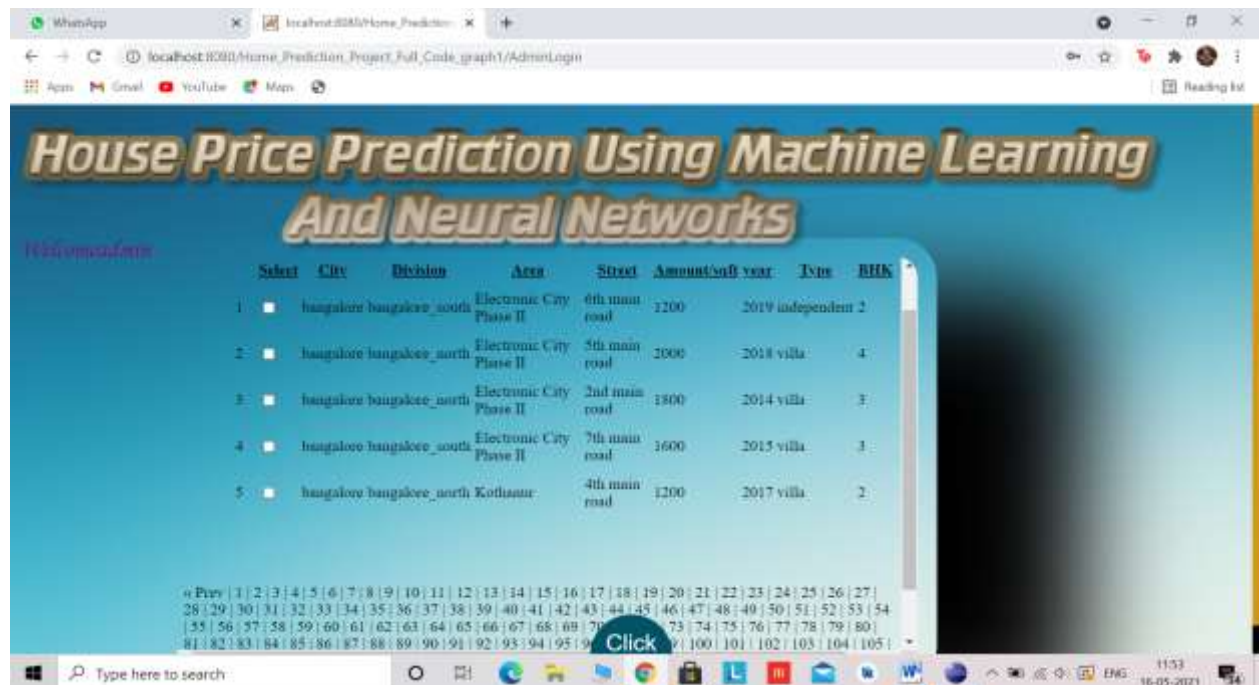 WhatsApp
localhost:8080/Home_Prediction
localhost:8080/Home_Prediction_Project_Full_Code_graph1/AdminLogin
Apps Gmail YouTube Maps
Reading list
House Price Prediction Using Machine Learning
And Neural Networks
Select City Division Area Street Amount/sqft year Type BHK
1 bangalore bangalore_south Electronic City Phase II 6th main road 1200 2019 independent 2
2 bangalore bangalore_north Electronic City Phase II 5th main road 2000 2018 villa 4
3 bangalore bangalore_north Electronic City Phase II 2nd main road 1800 2014 villa 3
4 bangalore bangalore_south Electronic City Phase II 7th main road 1600 2015 villa 3
5 bangalore bangalore_north Kothanur 4th main road 1200 2017 villa 2
« Prev | 1 | 2 | 3 | 4 | 5 | 6 | 7 | 8 | 9 | 10 | 11 | 12 | 13 | 14 | 15 | 16 | 17 | 18 | 19 | 20 | 21 | 22 | 23 | 24 | 25 | 26 | 27 |
28 | 29 | 30 | 31 | 32 | 33 | 34 | 35 | 36 | 37 | 38 | 39 | 40 | 41 | 42 | 43 | 44 | 45 | 46 | 47 | 48 | 49 | 50 | 51 | 52 | 53 | 54
| 55 | 56 | 57 | 58 | 59 | 60 | 61 | 62 | 63 | 64 | 65 | 66 | 67 | 68 | 69 | 73 | 74 | 75 | 76 | 77 | 78 | 79 | 80 |
81 | 82 | 83 | 84 | 85 | 86 | 87 | 88 | 89 | 90 | 91 | 92 | 93 | 94 | 95 | 100 | 101 | 102 | 103 | 104 | 105 |
Click
Type here to search
ENG
11:53
16-05-2021